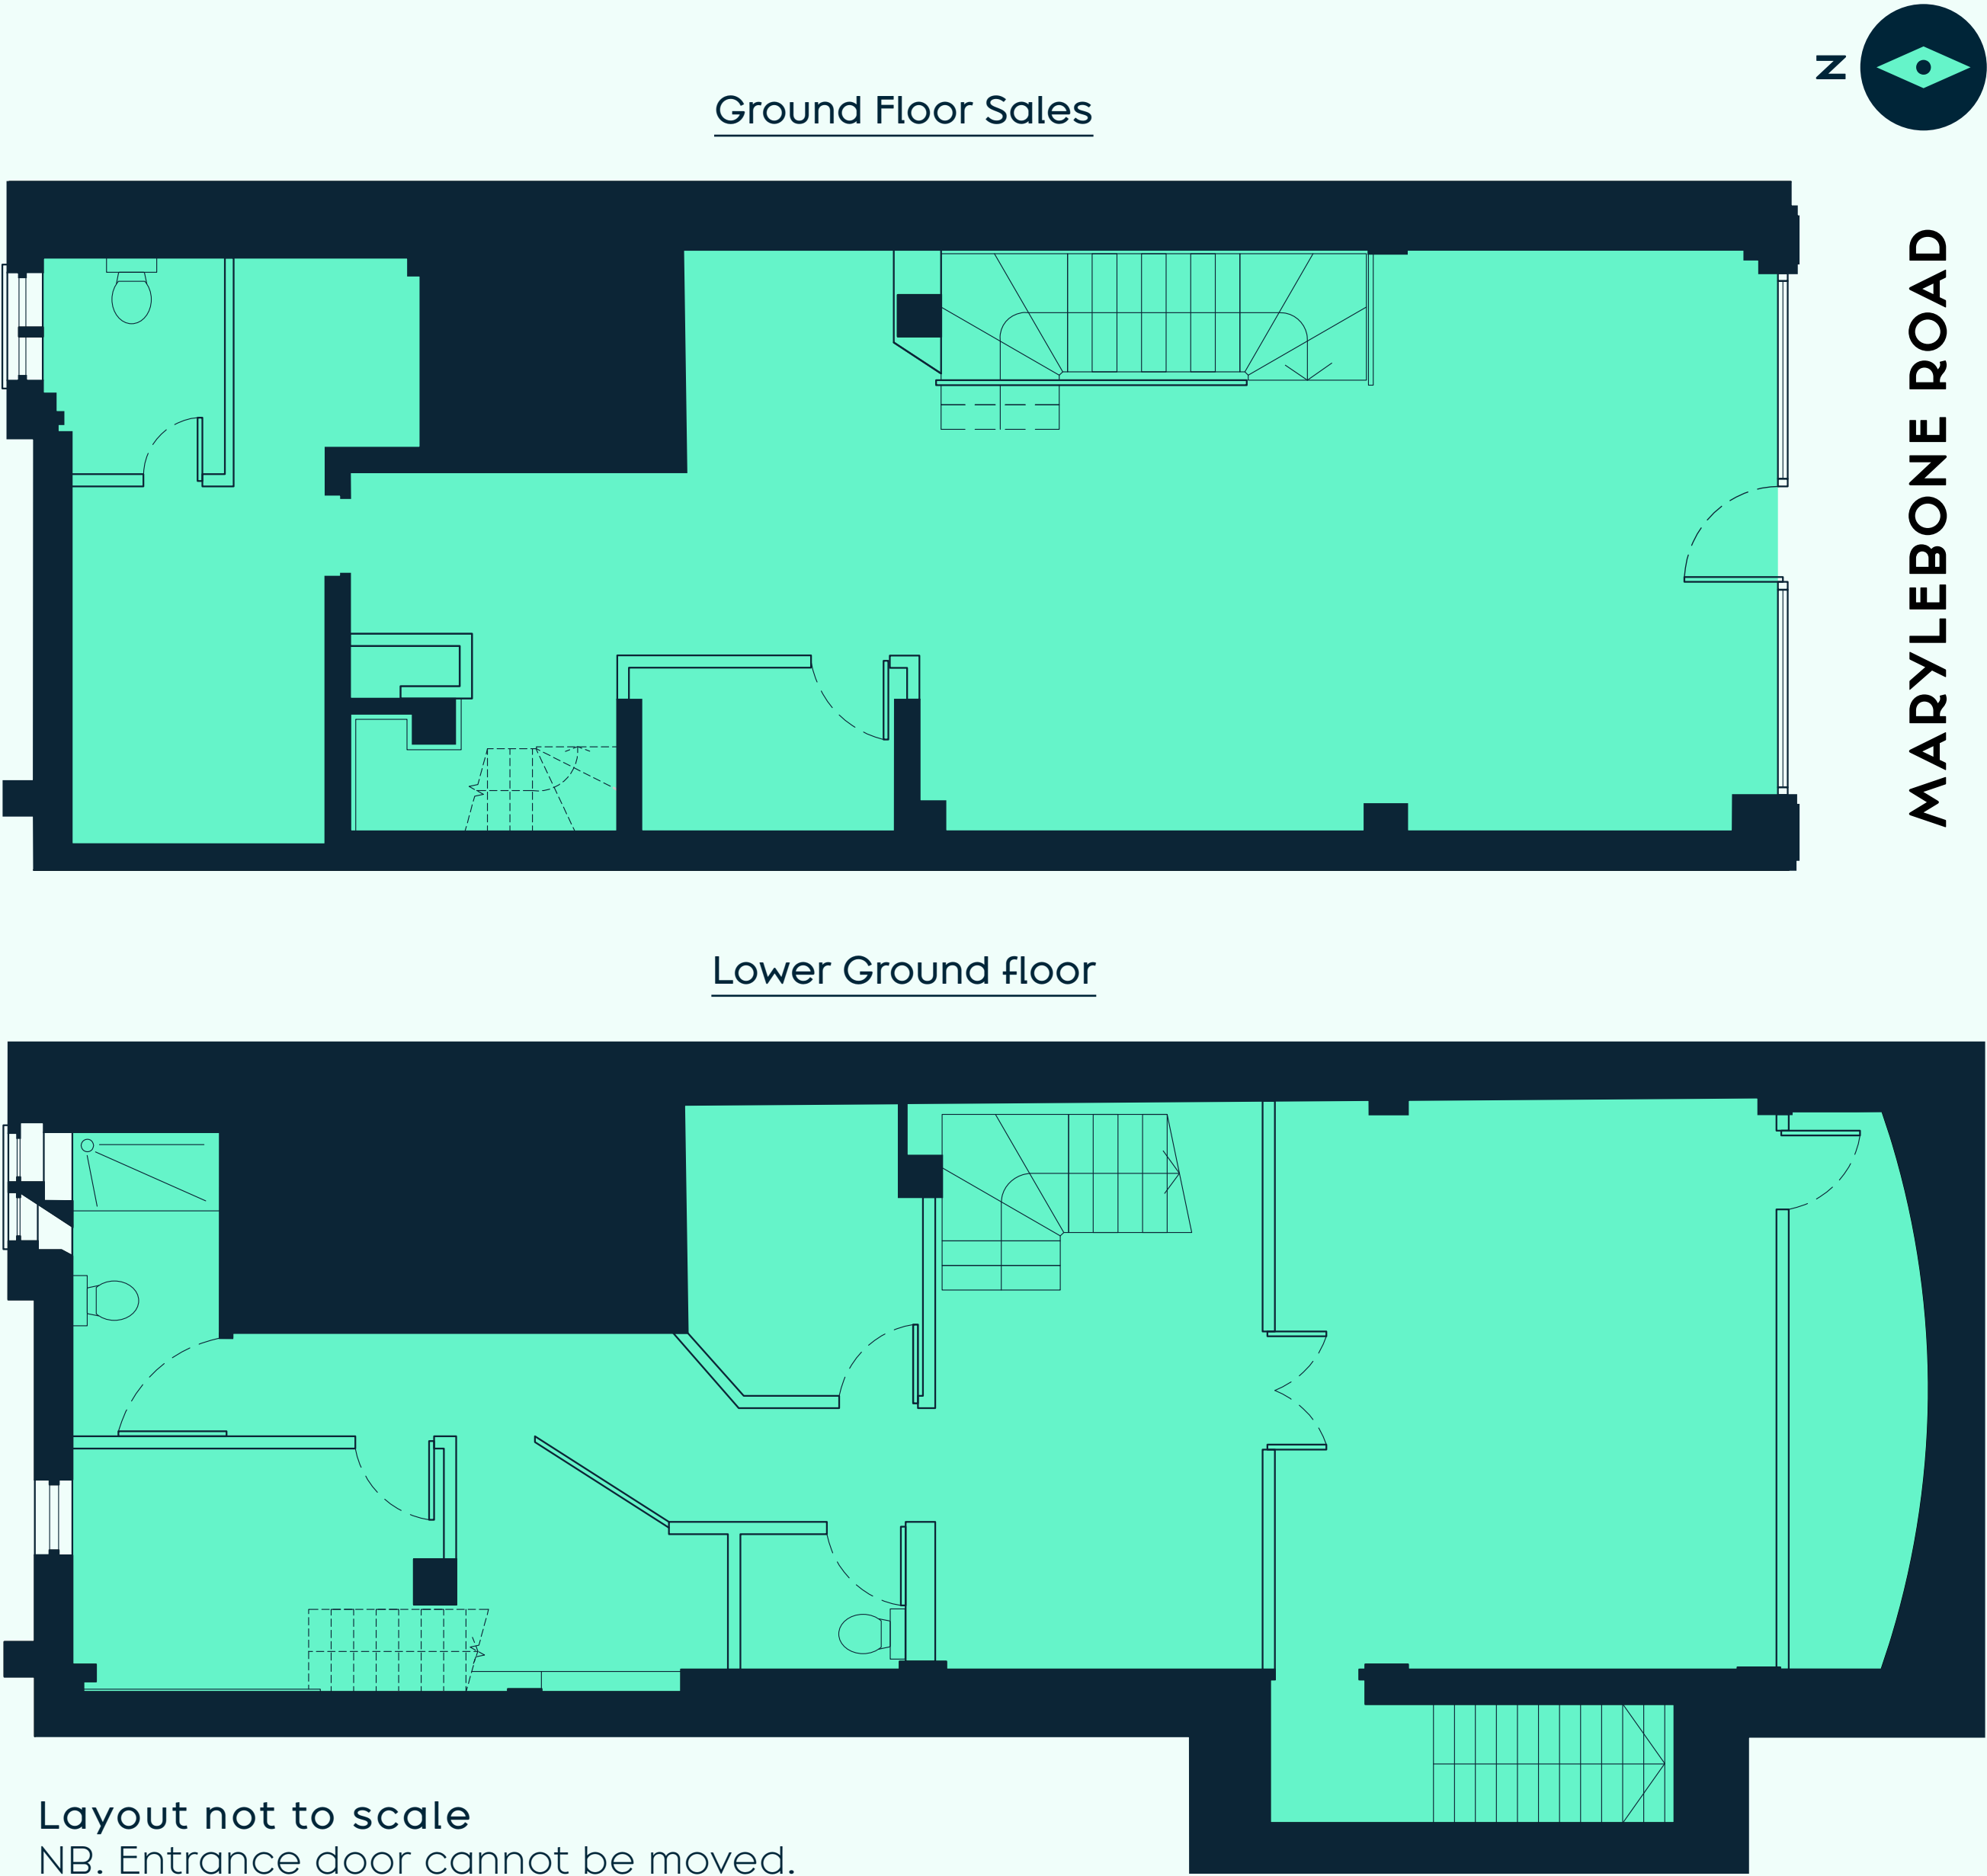 N
Ground Floor Sales
MARYLEBONE ROAD
Lower Ground floor
Layout not to scale
NB. Entrance door cannot be moved.